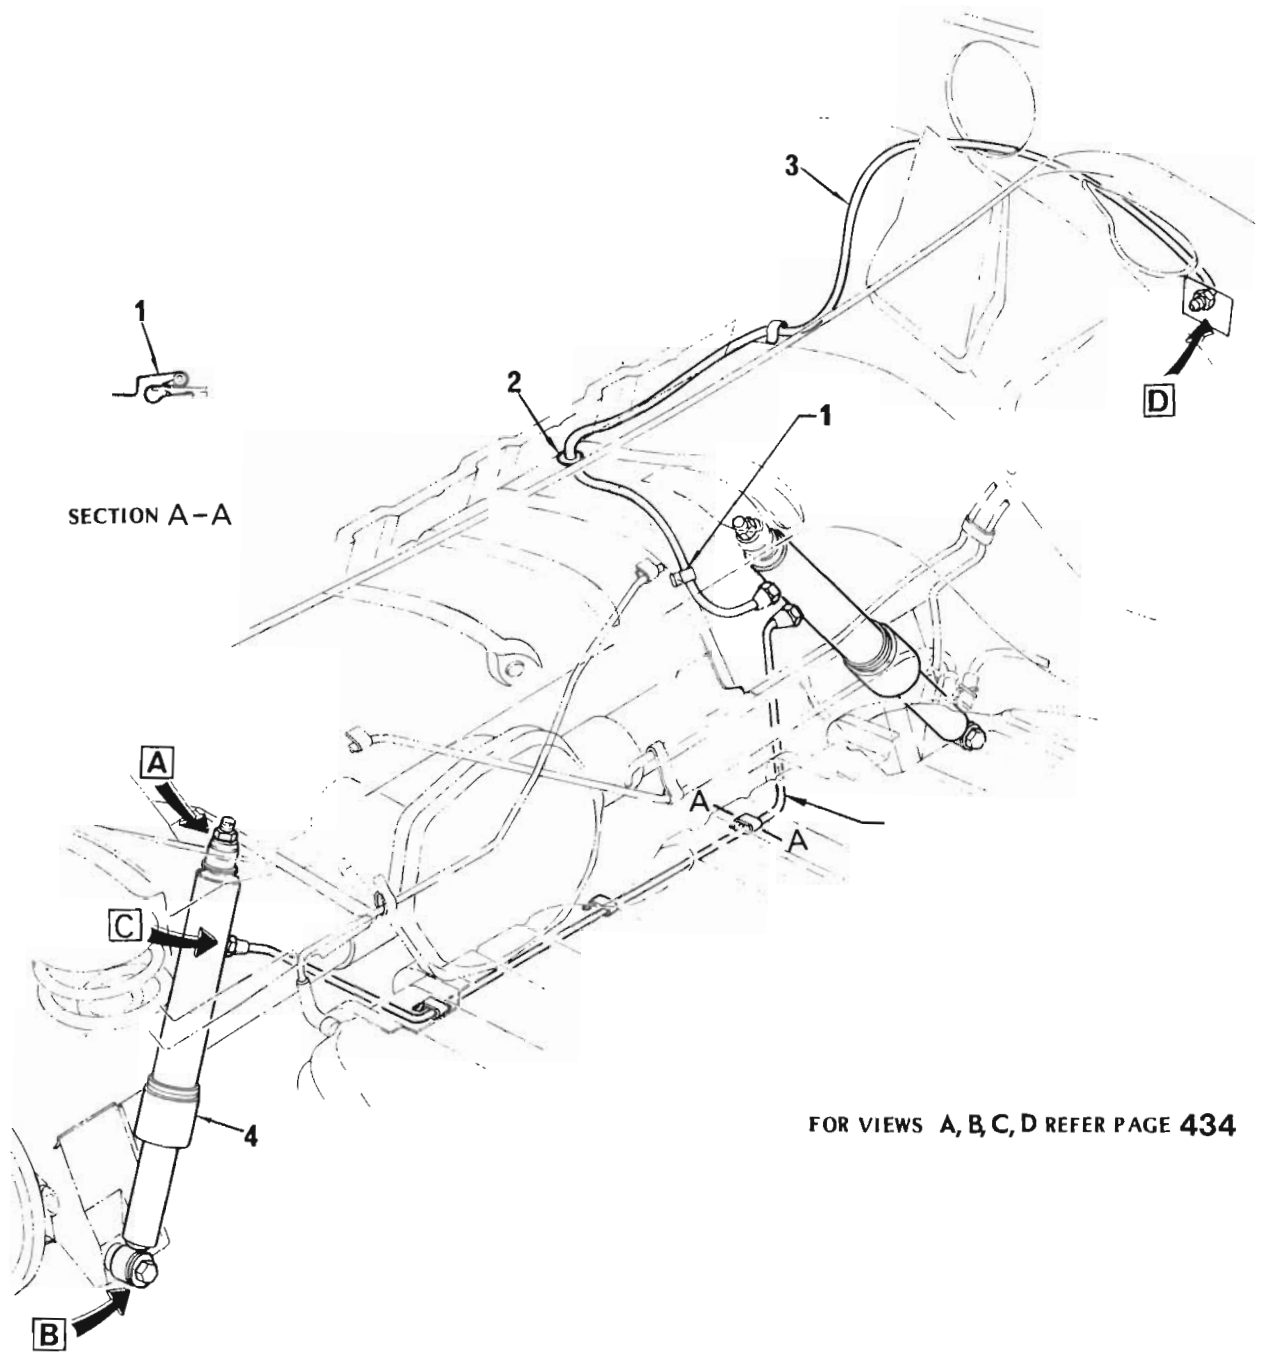 3
1
2
1
D
SECTION A-A
A
A
A
C
4
FOR VIEWS A, B, C, D REFER PAGE 434
B